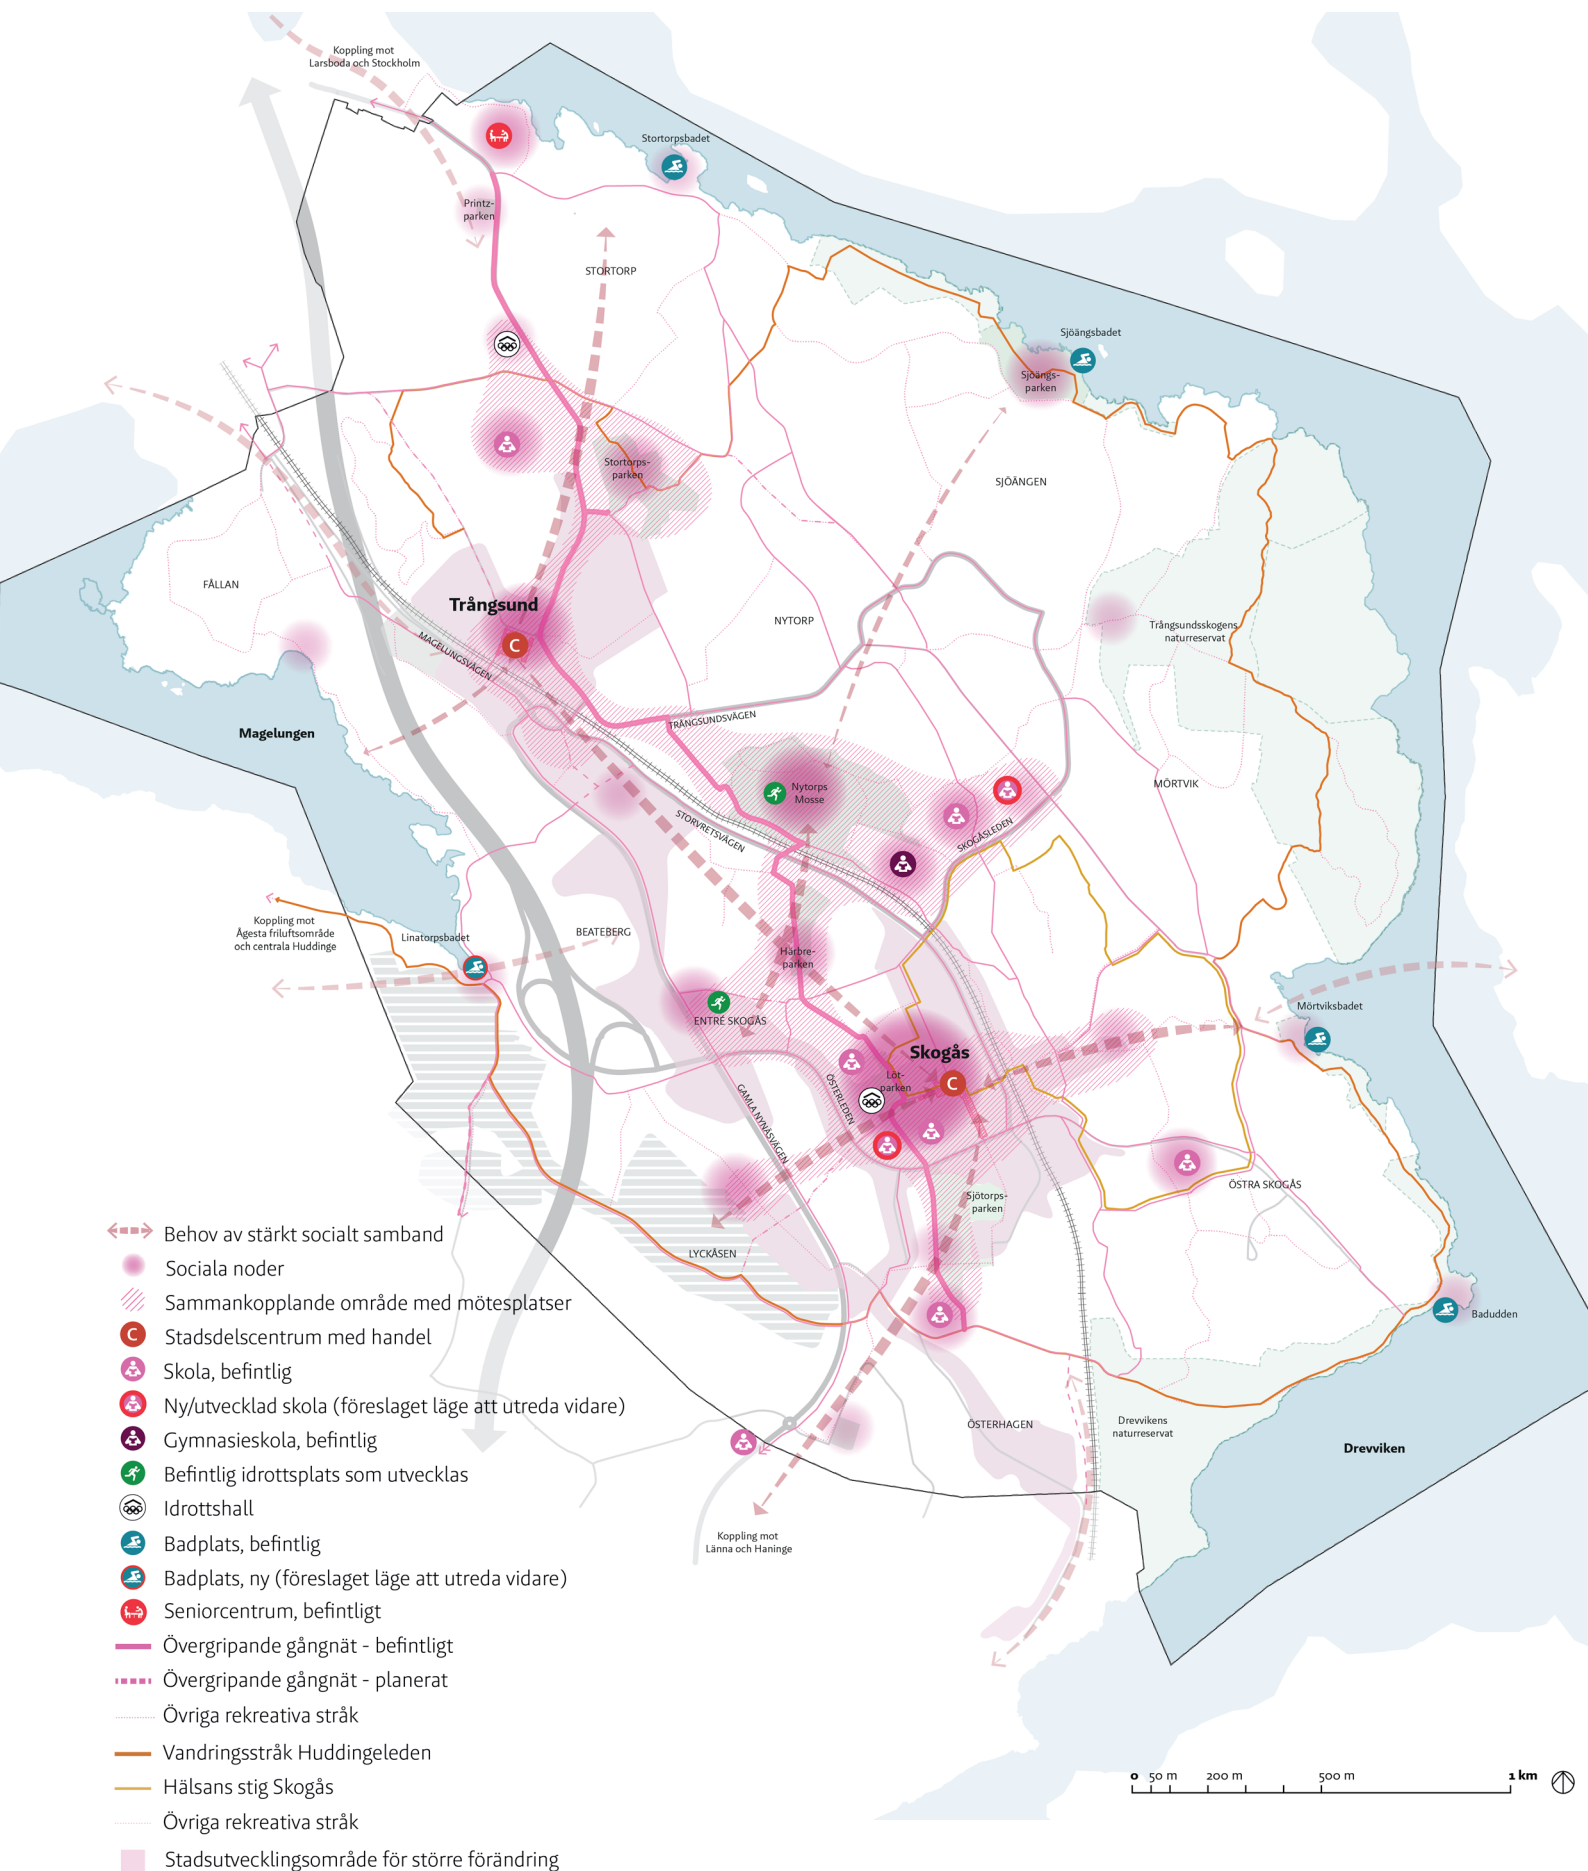 Koppling mot
Larsboda och Stockholm
Stortorpsbadet
Printz-
parken
STORTORP
Sjöängsbadet
Sjöängs-
parken
Stortorps-
parken
SJÖÄNGEN
FÅLLAN
Trångsund
C
NYTORP
Trångsundsskogens
naturreservat
MAGELUNGSVÄGEN
Magelungen
TRÅNGSUNDSVÄGEN
Nytorps
Mosse
MÖRTVIK
STORVRETSVÄGEN
SKOGÅSLEDEN
Koppling mot
Ågesta friluftsområde
och centrala Huddinge
Linatorpsbadet
BEATEBERG
Härbre-
parken
ENTRÉ SKOGÅS
Mörtviksbadet
Skogås
Löt-
parken
C
ÖSTERLEDEN
GAMLA NYNÄSVÄGEN
Sjötorps-
parken
ÖSTRA SKOGÅS
LYCKÅSEN
Badudden
ÖSTERHAGEN
Drevvikens
naturreservat
Drevviken
Koppling mot
Länna och Haninge
Behov av stärkt socialt samband
Sociala noder
Sammankopplande område med mötesplatser
C Stadsdelscentrum med handel
Skola, befintlig
Ny/utvecklad skola (föreslaget läge att utreda vidare)
Gymnasieskola, befintlig
Befintlig idrottsplats som utvecklas
Idrottshall
Badplats, befintlig
Badplats, ny (föreslaget läge att utreda vidare)
Seniorcentrum, befintligt
Övergripande gångnät - befintligt
Övergripande gångnät - planerat
Övriga rekreativa stråk
Vandringsstråk Huddingeleden
Hälsans stig Skogås
Övriga rekreativa stråk
Stadsutvecklingsområde för större förändring
0 50 m 200 m 500 m 1 km